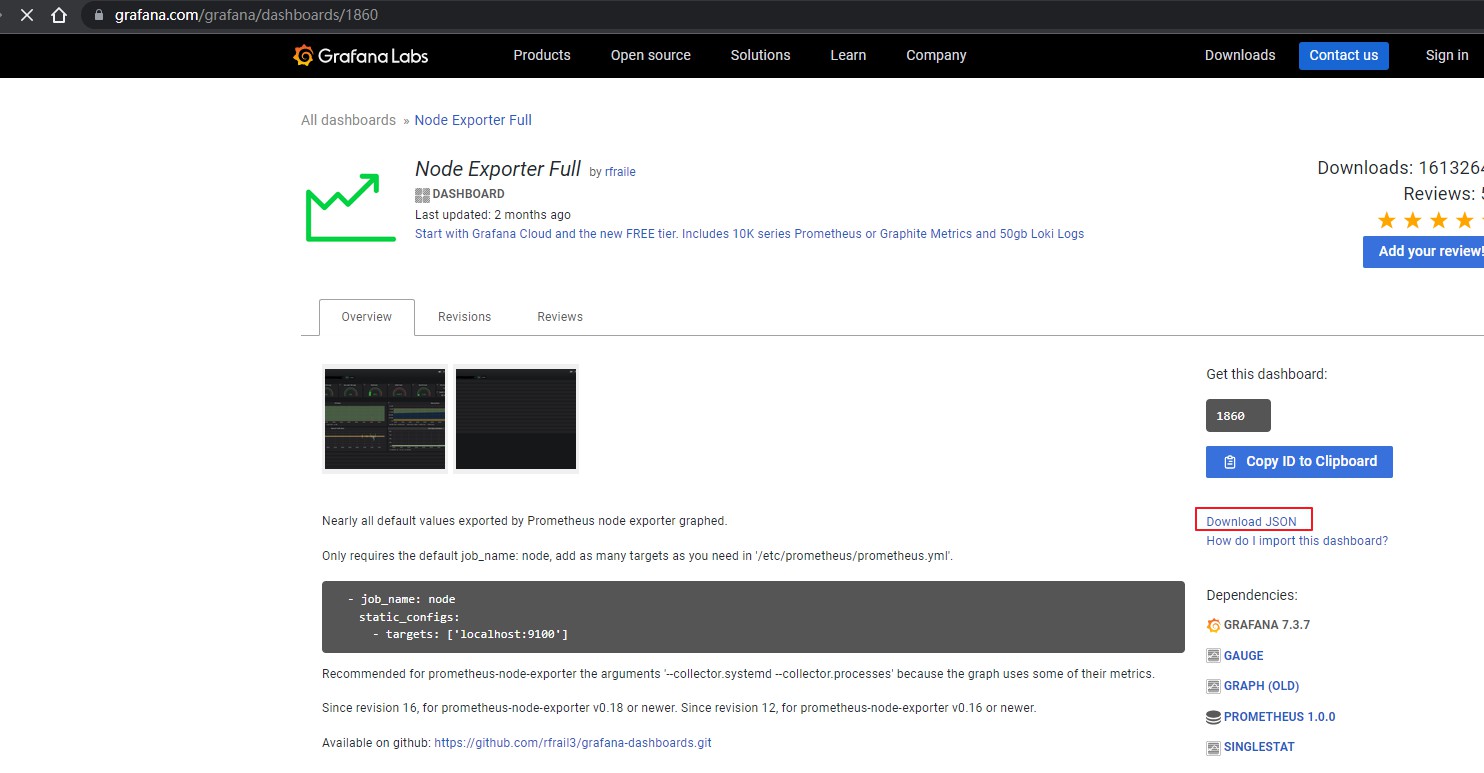 grafana.com/grafana/dashboards/1860
Grafana Labs Products Open source Solutions Learn Company Downloads Contact us Sign in
All dashboards » Node Exporter Full
Node Exporter Full by rfraile
DASHBOARD
Last updated: 2 months ago
Start with Grafana Cloud and the new FREE tier. Includes 10K series Prometheus or Graphite Metrics and 50gb Loki Logs
Downloads: 1613264
Reviews: 5
Add your review!
Overview Revisions Reviews
Get this dashboard:
1860
Copy ID to Clipboard
Download JSON
How do I import this dashboard?
Nearly all default values exported by Prometheus node exporter graphed.
Only requires the default job_name: node, add as many targets as you need in '/etc/prometheus/prometheus.yml'.
- job_name: node
static_configs:
- targets: ['localhost:9100']
Recommended for prometheus-node-exporter the arguments '--collector.systemd --collector.processes' because the graph uses some of their metrics.
Since revision 16, for prometheus-node-exporter v0.18 or newer. Since revision 12, for prometheus-node-exporter v0.16 or newer.
Available on github: https://github.com/rfrail3/grafana-dashboards.git
Dependencies:
GRAFANA 7.3.7
GAUGE
GRAPH (OLD)
PROMETHEUS 1.0.0
SINGLESTAT